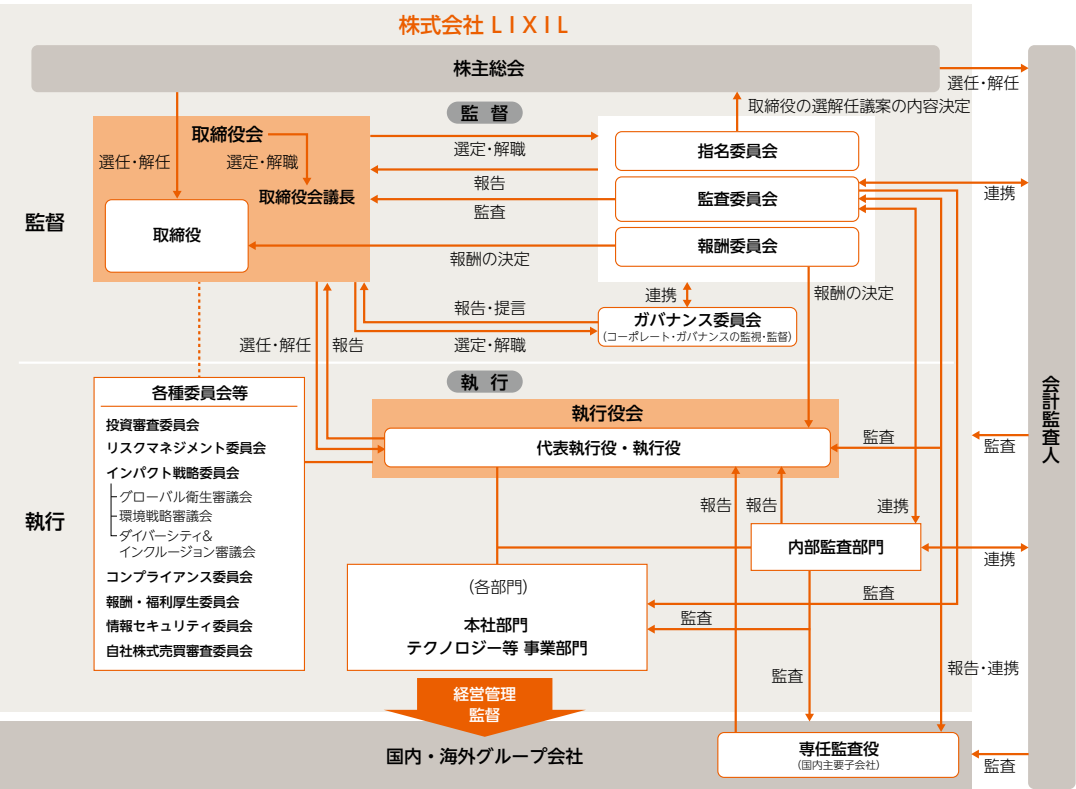 株式会社 LIXIL
株主総会
選任・解任
監 督
取締役の選解任議案の内容決定
取締役会
選任・解任
選定・解職
取締役会議長
取締役
選定・解職
報告
監査
報酬の決定
指名委員会
監査委員会
報酬委員会
連携
監督
連携
報酬の決定
報告・提言
ガバナンス委員会
(コーポレート・ガバナンスの監視・監督)
選定・解職
選任・解任
報告
執 行
各種委員会等
投資審査委員会
リスクマネジメント委員会
インパクト戦略委員会
グローバル衛生審議会
環境戦略審議会
ダイバーシティ&
インクルージョン審議会
コンプライアンス委員会
報酬・福利厚生委員会
情報セキュリティ委員会
自社株式売買審査委員会
執行
執行役会
代表執行役・執行役
監査
監査
会計監査人
報告
報告
連携
内部監査部門
連携
(各部門)
本社部門
テクノロジー等 事業部門
監査
監査
監査
報告・連携
経営管理
監督
国内・海外グループ会社
専任監査役
(国内主要子会社)
監査